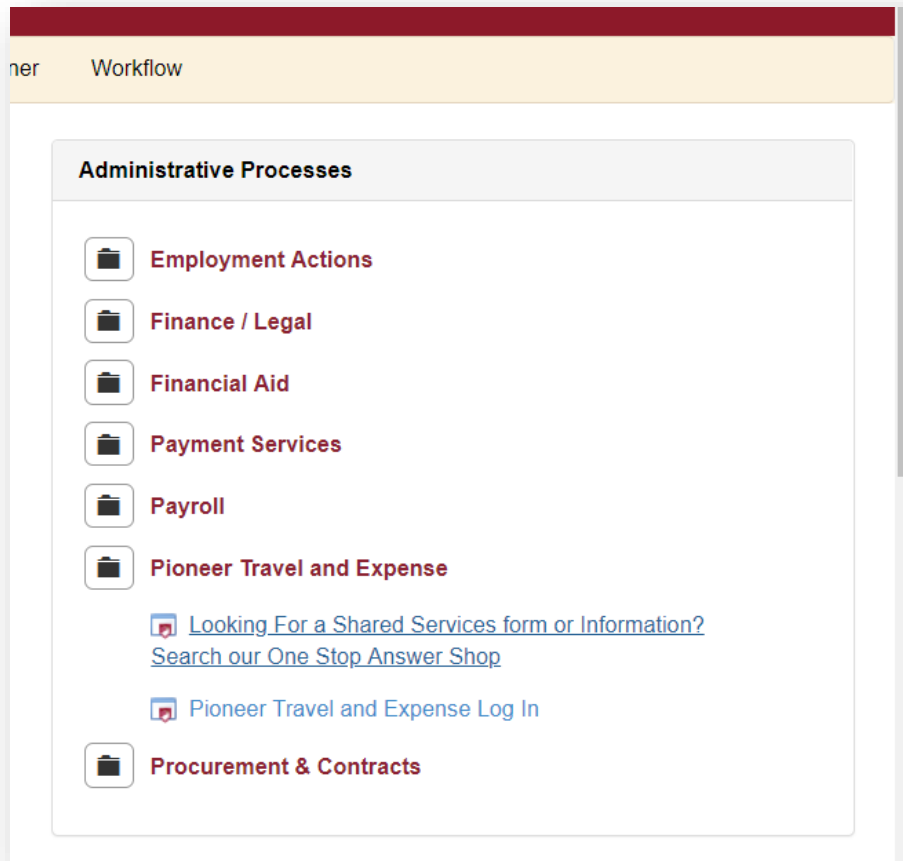 ner Workflow
Administrative Processes
Employment Actions
Finance / Legal
Financial Aid
Payment Services
Payroll
Pioneer Travel and Expense
Looking For a Shared Services form or Information?
Search our One Stop Answer Shop
Pioneer Travel and Expense Log In
Procurement & Contracts